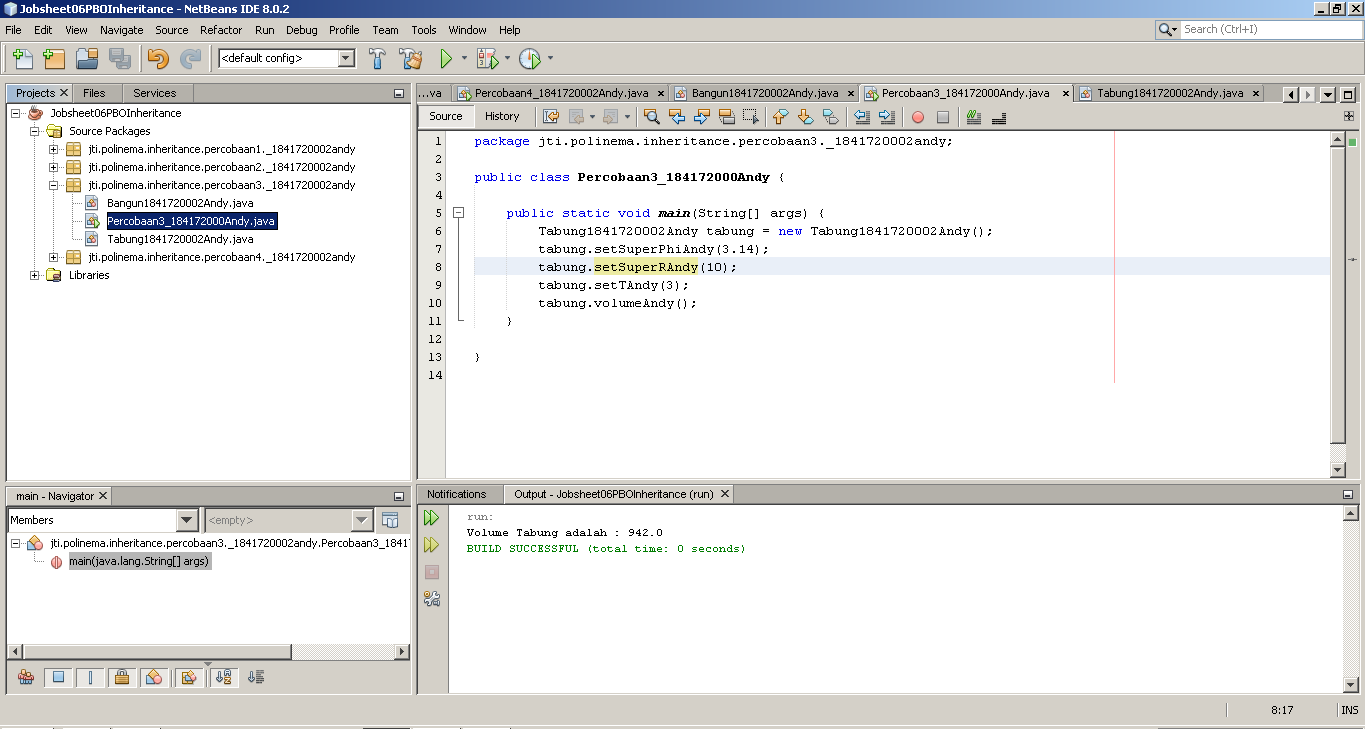 Jobsheet06PBOInheritance - NetBeans IDE 8.0.2
File Edit View Navigate Source Refactor Run Debug Profile Team Tools Window Help
Search (Ctrl+I)
<default config>
Projects Files Services
Jobsheet06PBOInheritance
Source Packages
jti.polinema.inheritance.percobaan1._1841720002andy
jti.polinema.inheritance.percobaan2._1841720002andy
jti.polinema.inheritance.percobaan3._1841720002andy
Bangun1841720002Andy.java
Percobaan3_184172000Andy.java
Tabung1841720002Andy.java
jti.polinema.inheritance.percobaan4._1841720002andy
Libraries
...va Percobaan4_1841720002Andy.java Bangun1841720002Andy.java Percobaan3_184172000Andy.java Tabung1841720002Andy.java
Source History
1 package jti.polinema.inheritance.percobaan3._1841720002andy;
2
3 public class Percobaan3_184172000Andy {
4
5 public static void main(String[] args) {
6 Tabung1841720002Andy tabung = new Tabung1841720002Andy();
7 tabung.setSuperPhiAndy(3.14);
8 tabung.setSuperRAndy(10);
9 tabung.setTAndy(3);
10 tabung.volumeAndy();
11 }
12
13 }
14
main - Navigator
Members <empty>
jti.polinema.inheritance.percobaan3._1841720002andy.Percobaan3_1841
main(java.lang.String[] args)
Notifications Output - Jobsheet06PBOInheritance (run)
run:
Volume Tabung adalah : 942.0
BUILD SUCCESSFUL (total time: 0 seconds)
8:17 INS